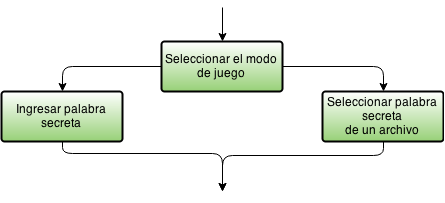 Seleccionar el modo
de juego
Ingresar palabra
secreta
Seleccionar palabra
secreta
de un archivo